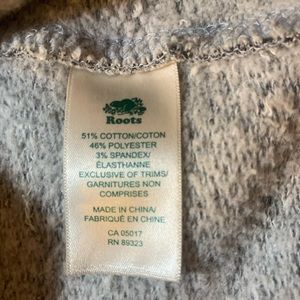 Roots
51% COTTON/COTON
46% POLYESTER
3% SPANDEX/
ÉLASTHANNE
EXCLUSIVE OF TRIMS/
GARNITURES NON
COMPRISES
MADE IN CHINA/
FABRIQUÉ EN CHINE
CA 05017
RN 89323